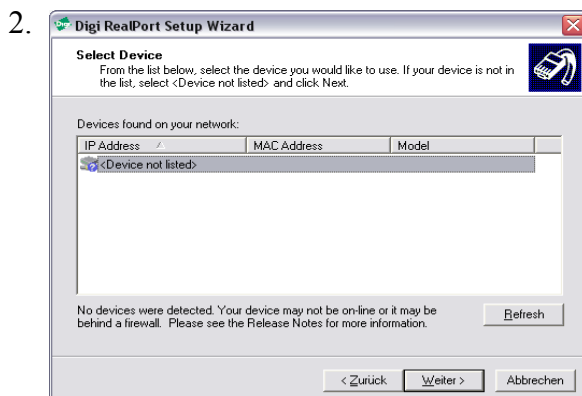 2.
Digi Digi RealPort Setup Wizard
Select Device
From the list below, select the device you would like to use. If your device is not in
the list, select <Device not listed> and click Next.
Devices found on your network:
IP Address MAC Address Model
<Device not listed>
No devices were detected. Your device may not be on-line or it may be
behind a firewall. Please see the Release Notes for more information.
Refresh
< Zurück Weiter > Abbrechen